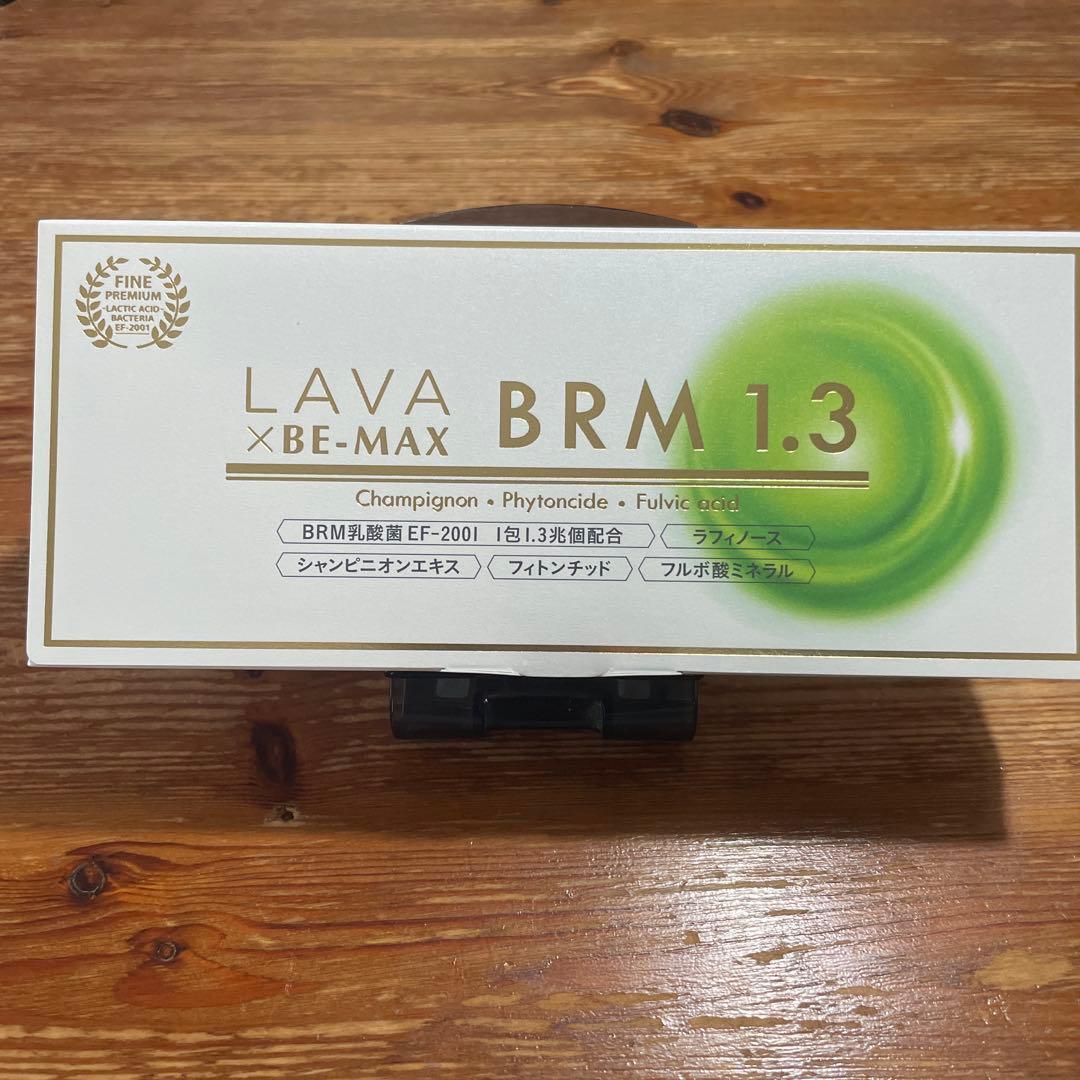 FINE
PREMIUM
-LACTIC ACID-
BACTERIA
EF-2001
LAVA
×BE-MAX
BRM 1.3
Champignon • Phytoncide • Fulvic acid
BRM乳酸菌 EF-2001 1包1.3兆個配合
ラフィノース
シャンピニオンエキス
フィトンチッド
フルボ酸ミネラル